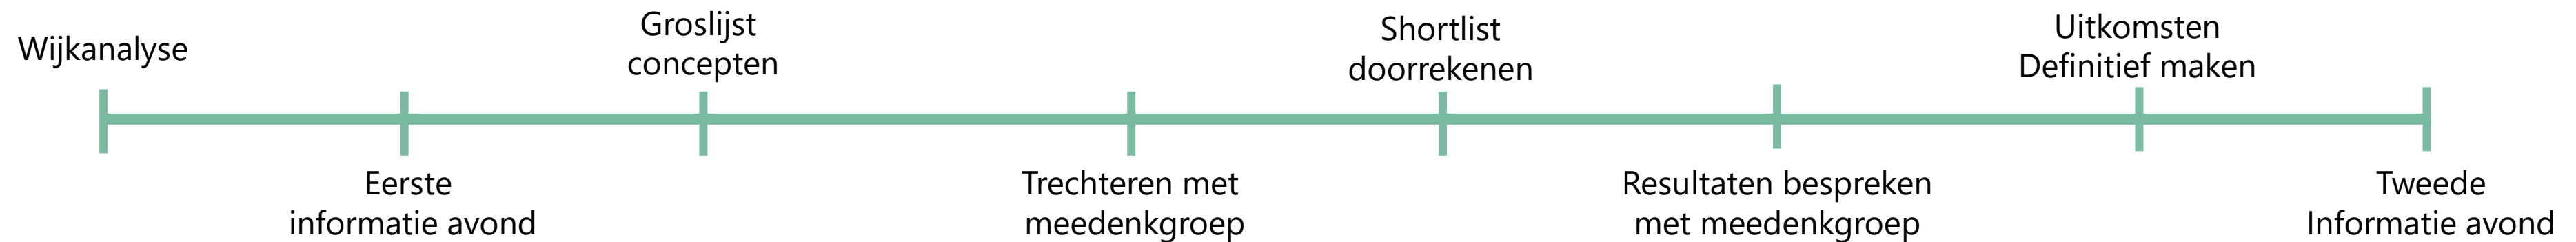 Wijkanalyse
Eerste
informatie avond
Groslijst
concepten
Trechteren met
meedenkgroep
Shortlist
doorrekenen
Resultaten bespreken
met meedenkgroep
Uitkomsten
Definitief maken
Tweede
Informatie avond